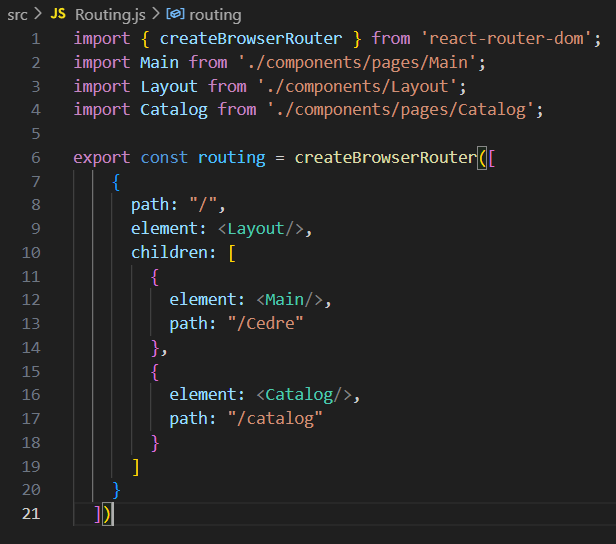 src > JS Routing.js > routing
1 import { createBrowserRouter } from 'react-router-dom';
2 import Main from './components/pages/Main';
3 import Layout from './components/Layout';
4 import Catalog from './components/pages/Catalog';
5
6 export const routing = createBrowserRouter([
7     {
8       path: "/",
9       element: <Layout/>,
10       children: [
11         {
12           element: <Main/>,
13           path: "/Cedre"
14         },
15         {
16           element: <Catalog/>,
17           path: "/catalog"
18         }
19       ]
20     }
21   ])